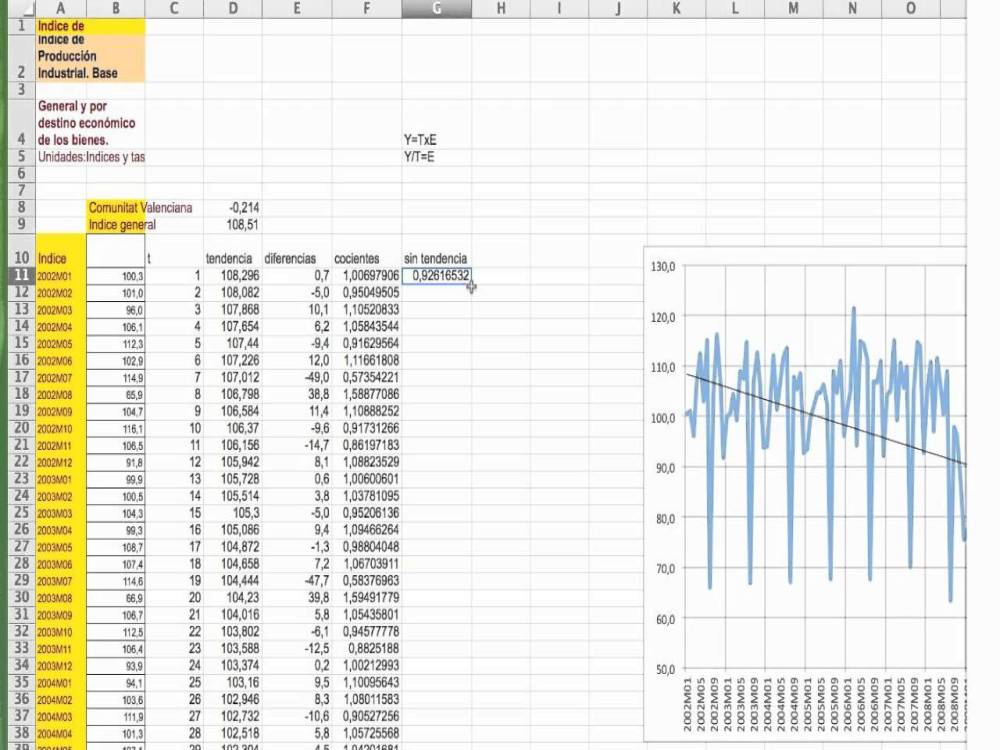 A B C D E F G H I J K L M N O
1 Indice de
Indice de
Producción
2 Industrial. Base
3
General y por
destino económico
4 de los bienes. Y=TxE
5 Unidades:Indices y tas Y/T=E
6
7
8 Comunitat Valenciana -0,214
9 Indice general 108,51
10 Indice t tendencia diferencias cocientes sin tendencia
11 2002M01 100,3 1 108,296 0,7 1,00697906 0,92616532
12 2002M02 101,0 2 108,082 -5,0 0,95049505
13 2002M03 96,0 3 107,868 10,1 1,10520833
14 2002M04 106,1 4 107,654 6,2 1,05843544
15 2002M05 112,3 5 107,44 -9,4 0,91629564
16 2002M06 102,9 6 107,226 12,0 1,11661808
17 2002M07 114,9 7 107,012 -49,0 0,57354221
18 2002M08 65,9 8 106,798 38,8 1,58877086
19 2002M09 104,7 9 106,584 11,4 1,10888252
20 2002M10 116,1 10 106,37 -9,6 0,91731266
21 2002M11 106,5 11 106,156 -14,7 0,86197183
22 2002M12 91,8 12 105,942 8,1 1,08823529
23 2003M01 99,9 13 105,728 0,6 1,00600601
24 2003M02 100,5 14 105,514 3,8 1,03781095
25 2003M03 104,3 15 105,3 -5,0 0,95206136
26 2003M04 99,3 16 105,086 9,4 1,09466264
27 2003M05 108,7 17 104,872 -1,3 0,98804048
28 2003M06 107,4 18 104,658 7,2 1,06703911
29 2003M07 114,6 19 104,444 -47,7 0,58376963
30 2003M08 66,9 20 104,23 39,8 1,59491779
31 2003M09 106,7 21 104,016 5,8 1,05435801
32 2003M10 112,5 22 103,802 -6,1 0,94577778
33 2003M11 106,4 23 103,588 -12,5 0,8825188
34 2003M12 93,9 24 103,374 0,2 1,00212993
35 2004M01 94,1 25 103,16 9,5 1,10095643
36 2004M02 103,6 26 102,946 8,3 1,08011583
37 2004M03 111,9 27 102,732 -10,6 0,90527256
38 2004M04 101,3 28 102,518 5,8 1,05725568
39 29 102,304 4,5 1,04201681
130,0
120,0
110,0
100,0
90,0
80,0
70,0
60,0
50,0
2002M01
2002M05
2002M09
2003M01
2003M05
2003M09
2004M01
2004M05
2004M09
2005M01
2005M05
2005M09
2006M01
2006M05
2006M09
2007M01
2007M05
2007M09
2008M01
2008M05
2008M09